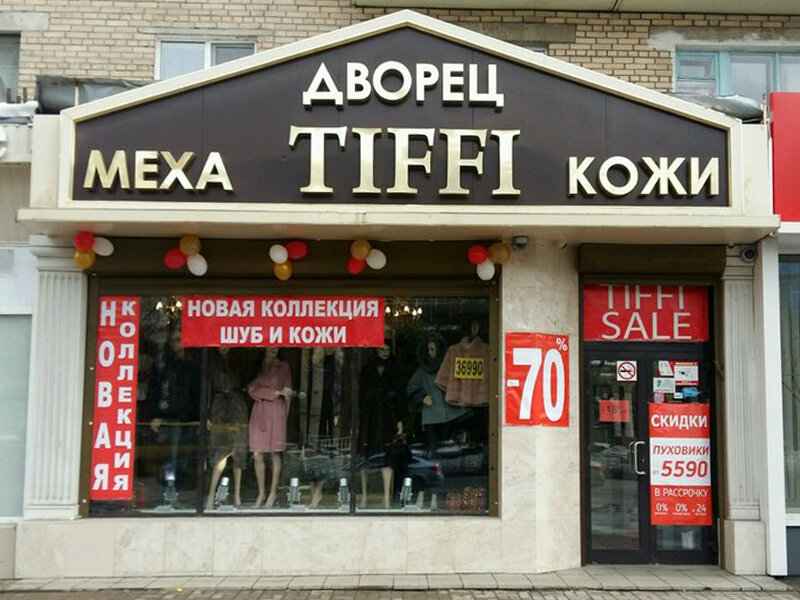 ДВОРЕЦ
МЕХА TIFFI КОЖИ
НОВАЯ
КОЛЛЕКЦИЯ
НОВАЯ КОЛЛЕКЦИЯ
ШУБ И КОЖИ
36990
-70%
TIFFI
SALE
СКИДКИ
ПУХОВИКИ
от 5590
В РАССРОЧКУ
0% 0% 24